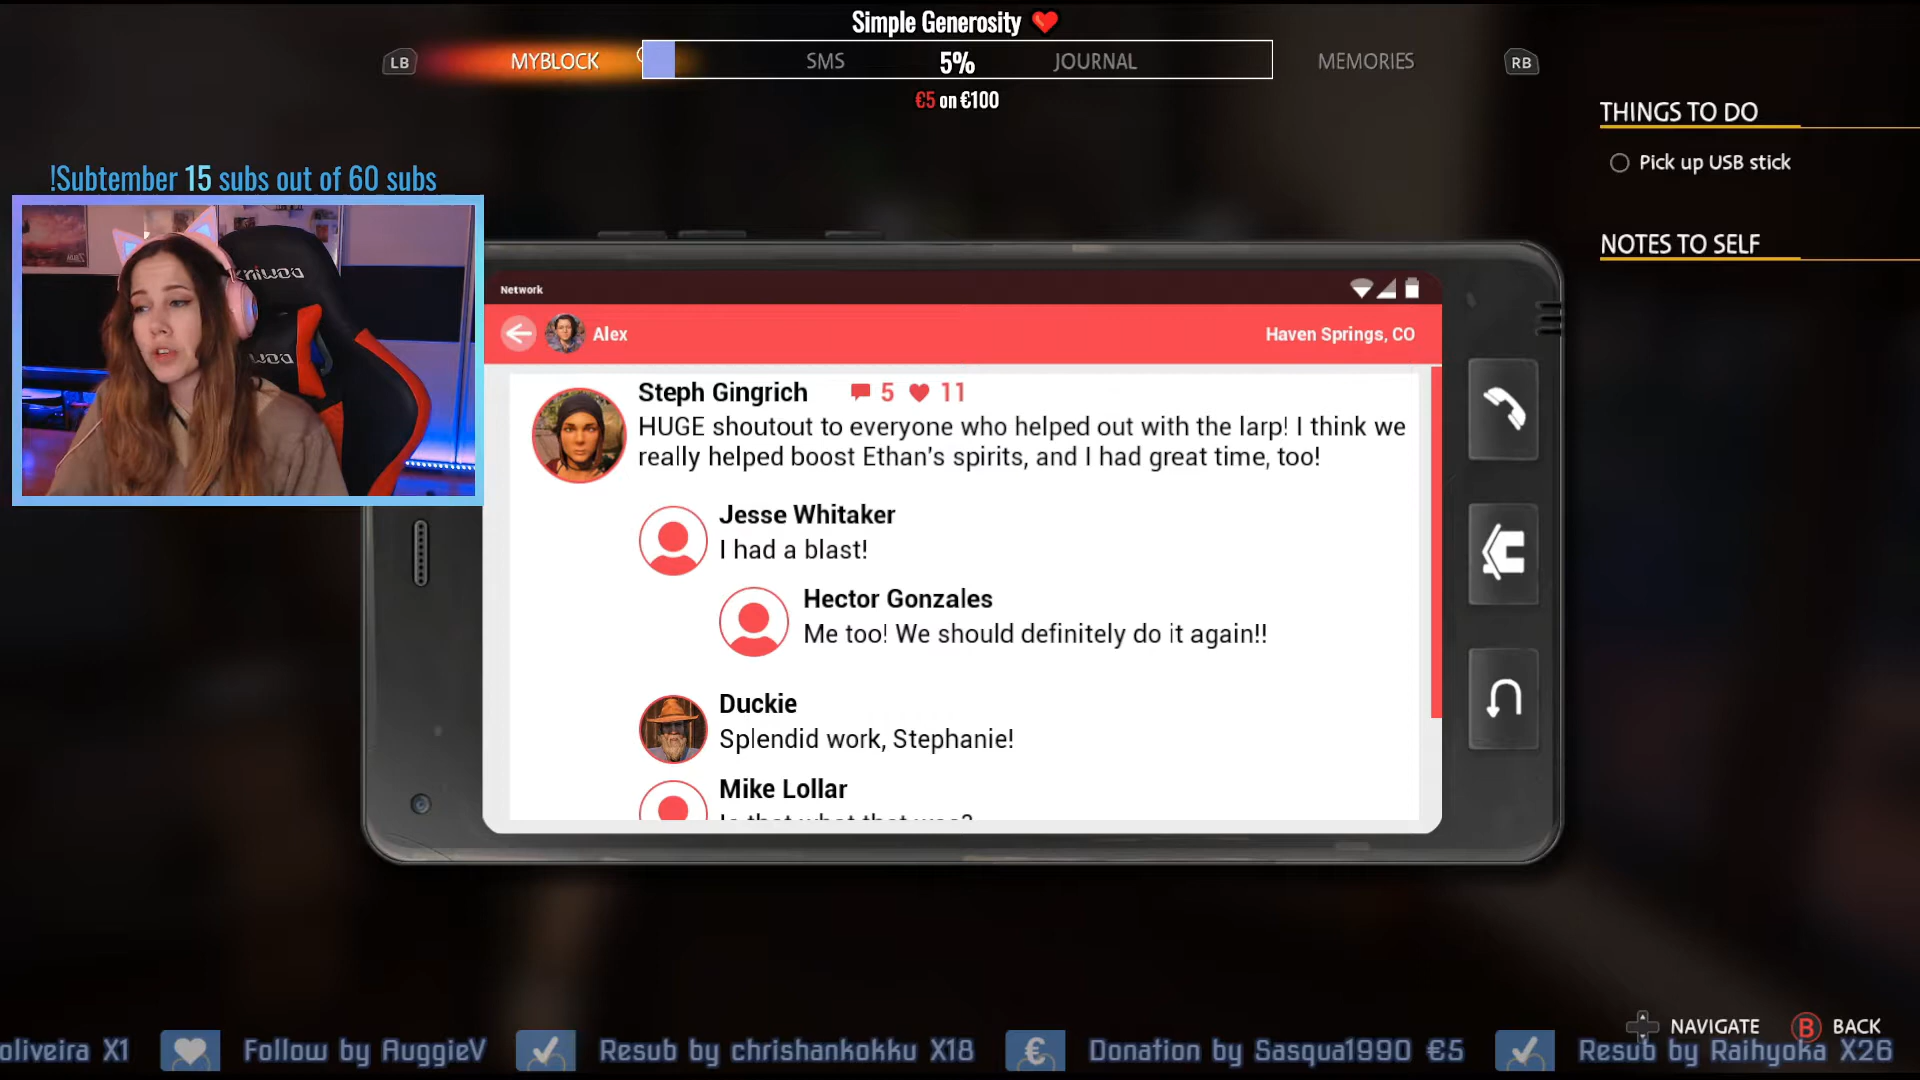 Simple Generosity
LB
MYBLOCK
SMS
5%
JOURNAL
MEMORIES
RB
€5 on €100
THINGS TO DO
Pick up USB stick
NOTES TO SELF
!Subtember 15 subs out of 60 subs
Network
Alex
Haven Springs, CO
Steph Gingrich 5 11
HUGE shoutout to everyone who helped out with the larp! I think we
really helped boost Ethan's spirits, and I had great time, too!
Jesse Whitaker
I had a blast!
Hector Gonzales
Me too! We should definitely do it again!!
Duckie
Splendid work, Stephanie!
Mike Lollar
Is that what that was?
NAVIGATE
B BACK
oliveira X1
Follow by AuggieV
Resub by chrishankokku X18
Donation by Sasqua1990 €5
Resub by Raihyoka X26